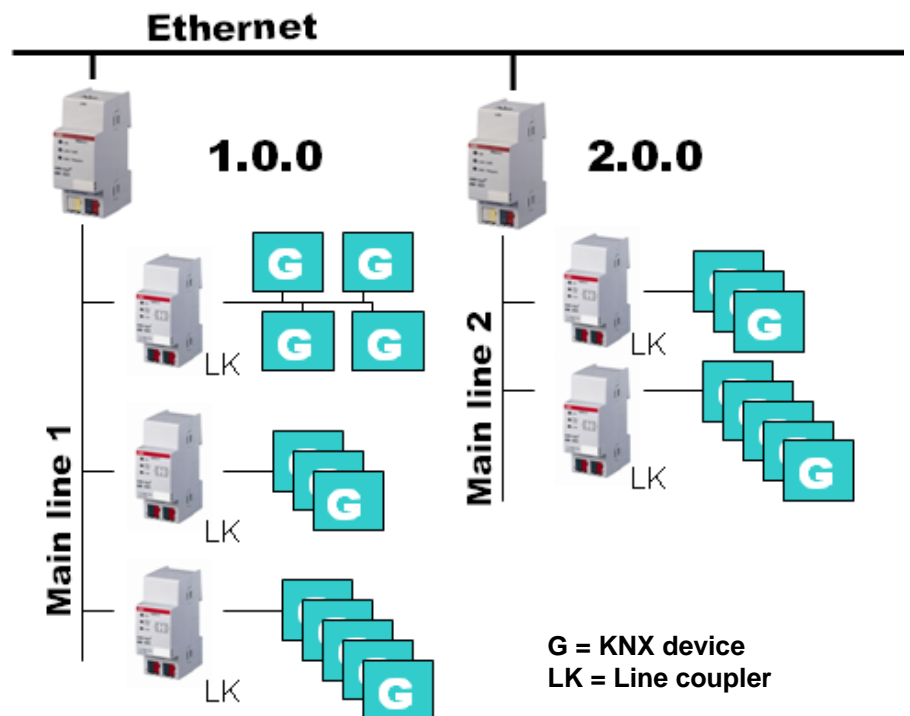 Ethernet
1.0.0
2.0.0
Main line 1
Main line 2
G
G
G
G
LK
G
LK
G
LK
G
LK
G
LK
G = KNX device
LK = Line coupler